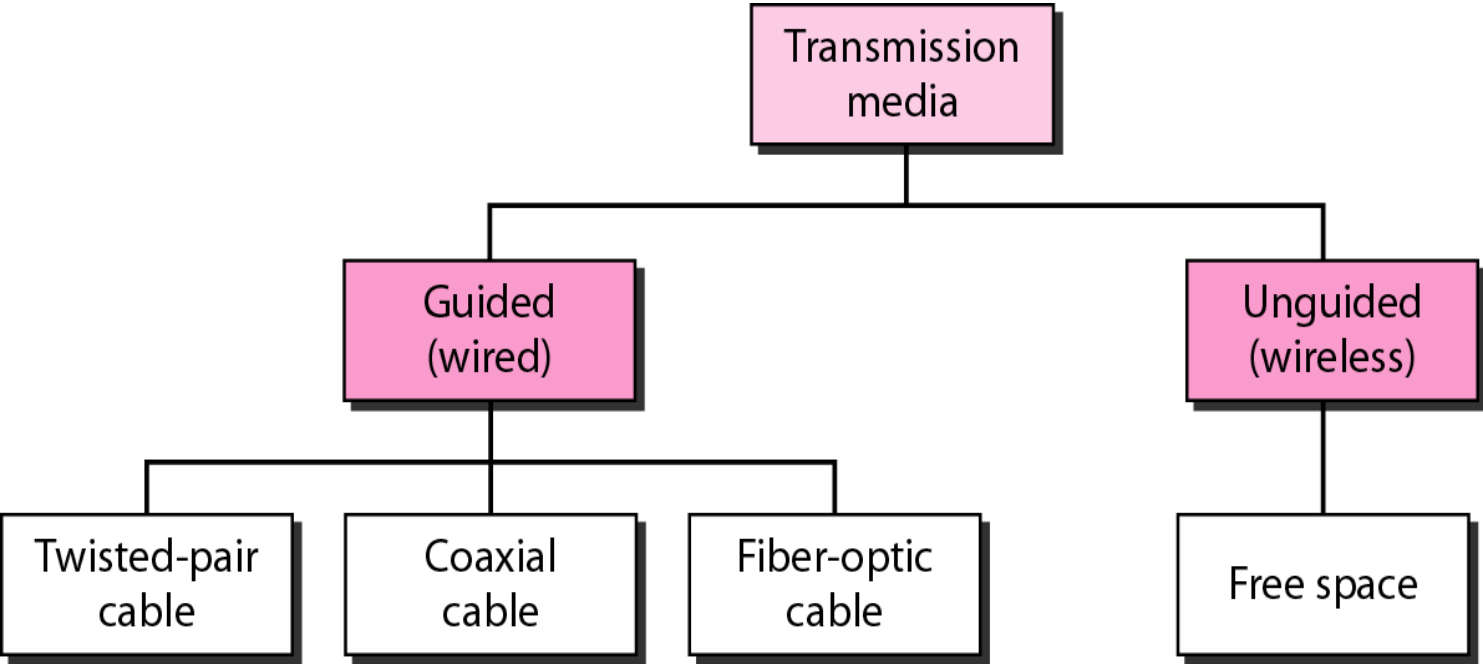 Transmission
media
Guided
(wired)
Unguided
(wireless)
Twisted-pair
cable
Coaxial
cable
Fiber-optic
cable
Free space